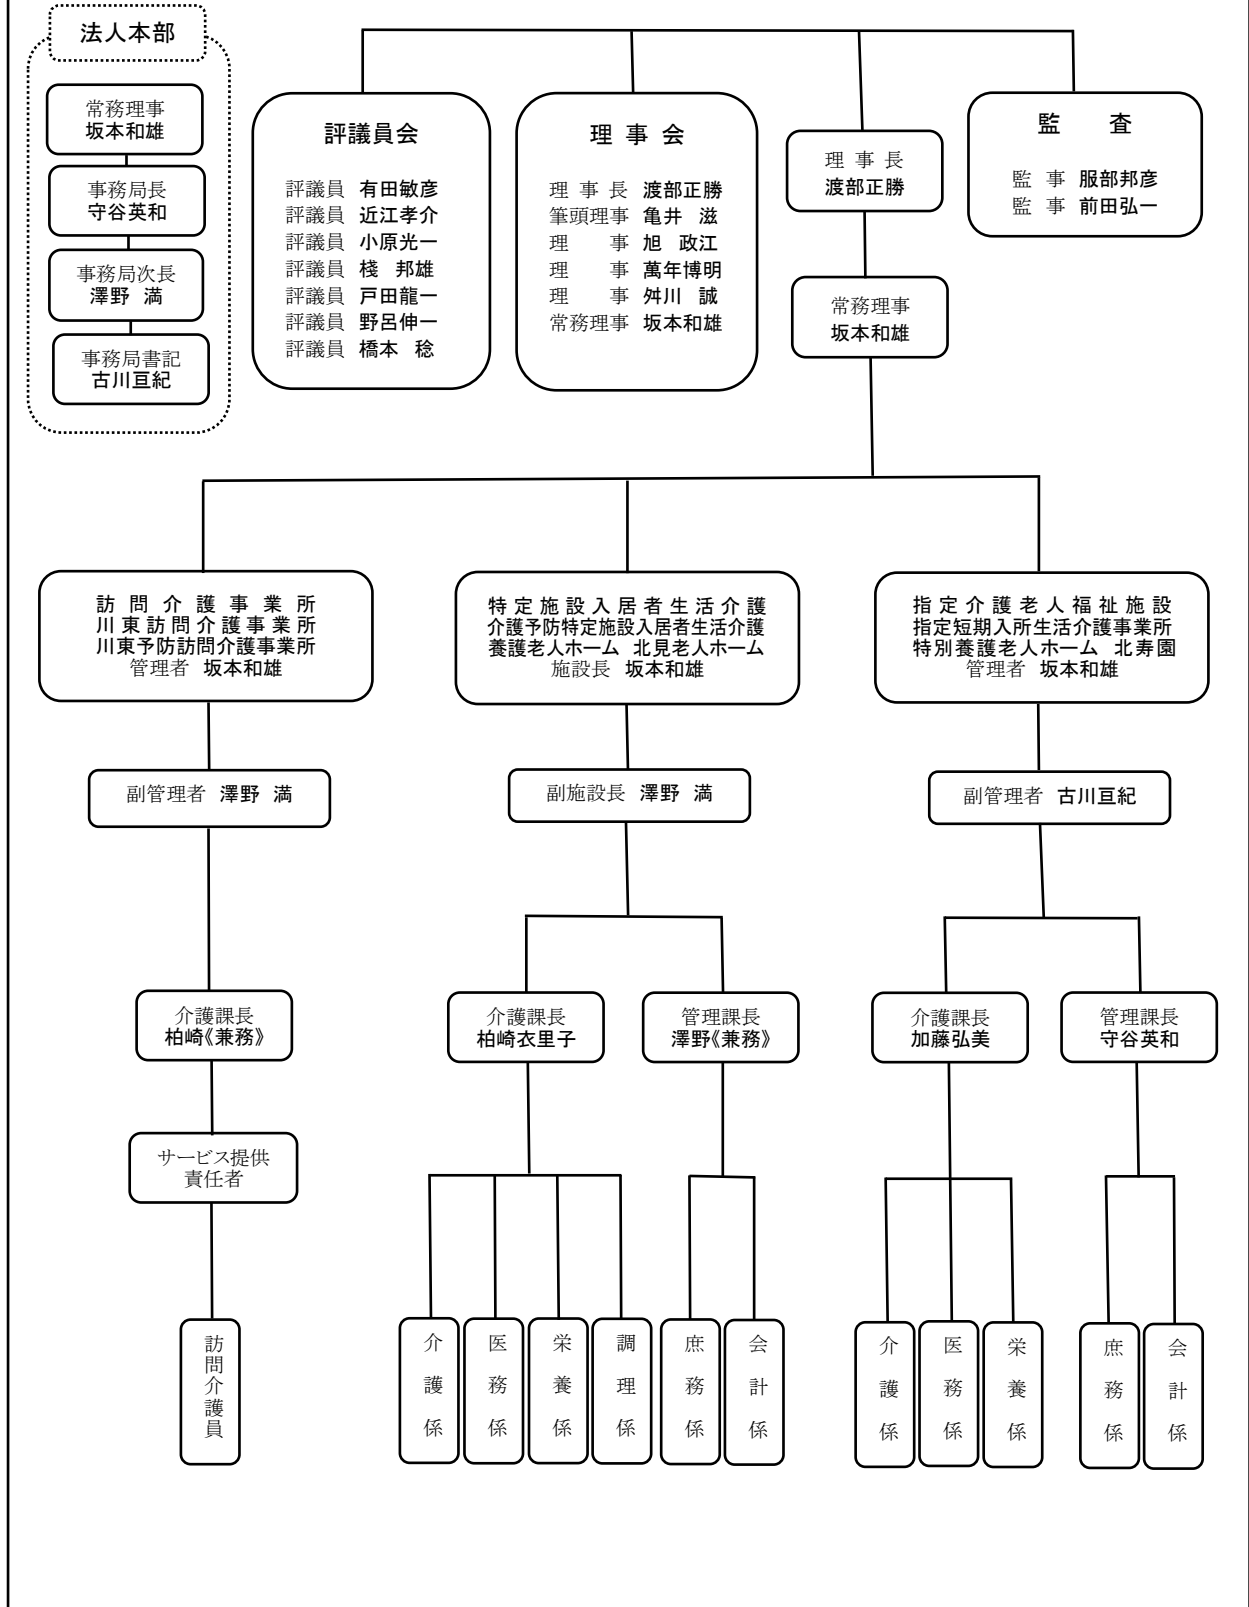 法人本部
常務理事
坂本和雄
事務局長
守谷英和
事務局次長
澤野 満
事務局書記
古川亘紀
評議員会
評議員 有田敏彦
評議員 近江孝介
評議員 小原光一
評議員 棧 邦雄
評議員 戸田龍一
評議員 野呂伸一
評議員 橋本 稔
理 事 会
理 事 長 渡部正勝
筆頭理事 亀井 滋
理 事 旭 政江
理 事 萬年博明
理 事 舛川 誠
常務理事 坂本和雄
理 事 長
渡部正勝
常務理事
坂本和雄
監 査
監 事 服部邦彦
監 事 前田弘一
訪問介護事業所
川東訪問介護事業所
川東予防訪問介護事業所
管理者 坂本和雄
特定施設入居者生活介護
介護予防特定施設入居者生活介護
養護老人ホーム 北見老人ホーム
施設長 坂本和雄
指定介護老人福祉施設
指定短期入所生活介護事業所
特別養護老人ホーム 北寿園
管理者 坂本和雄
副管理者 澤野 満
副施設長 澤野 満
副管理者 古川亘紀
介護課長
柏崎《兼務》
介護課長
柏崎衣里子
管理課長
澤野《兼務》
介護課長
加藤弘美
管理課長
守谷英和
サービス提供
責任者
訪問介護員
介護係
医務係
栄養係
調理係
庶務係
会計係
介護係
医務係
栄養係
庶務係
会計係